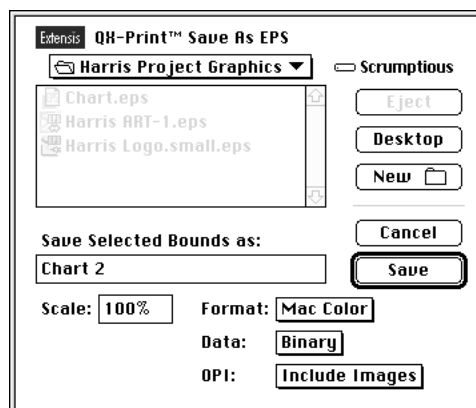 Extensis QX-Print™ Save As EPS
Harris Project Graphics
Scrumptious
Chart.eps
Harris ART-1.eps
Harris Logo.small.eps
Eject
Desktop
New
Save Selected Bounds as:
Chart 2
Cancel
Save
Scale: 100%
Format: Mac Color
Data: Binary
OPI: Include Images